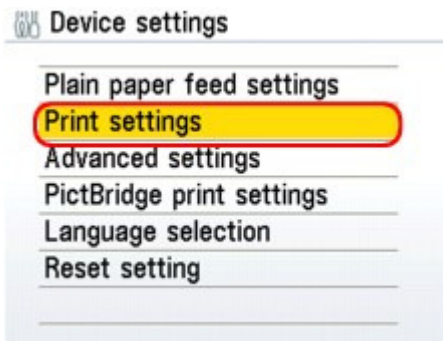 Device settings
Plain paper feed settings
Print settings
Advanced settings
PictBridge print settings
Language selection
Reset setting